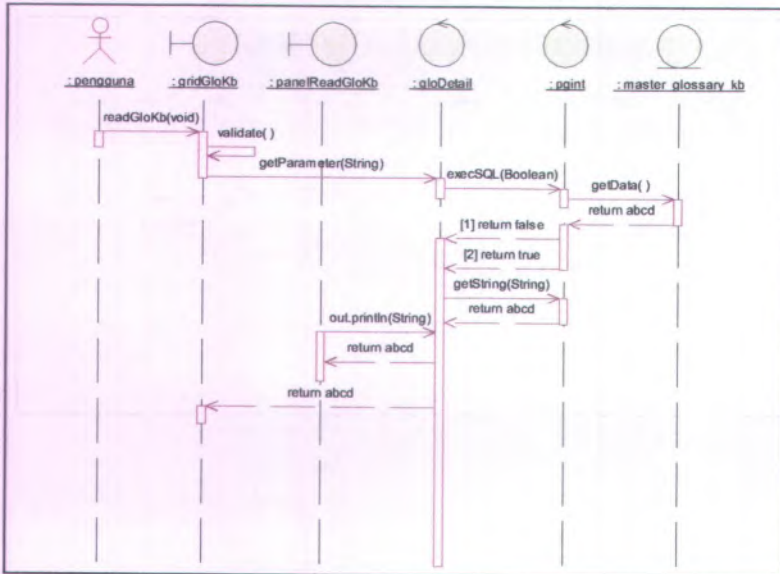 : pengguna
: gridGloKb
: panelReadGloKb
: gloDetail
: pgint
: master_glossary_kb
readGloKb(void)
validate( )
getParameter(String)
execSQL(Boolean)
getData( )
return abcd
[1] return false
[2] return true
getString(String)
return abcd
out.println(String)
return abcd
return abcd